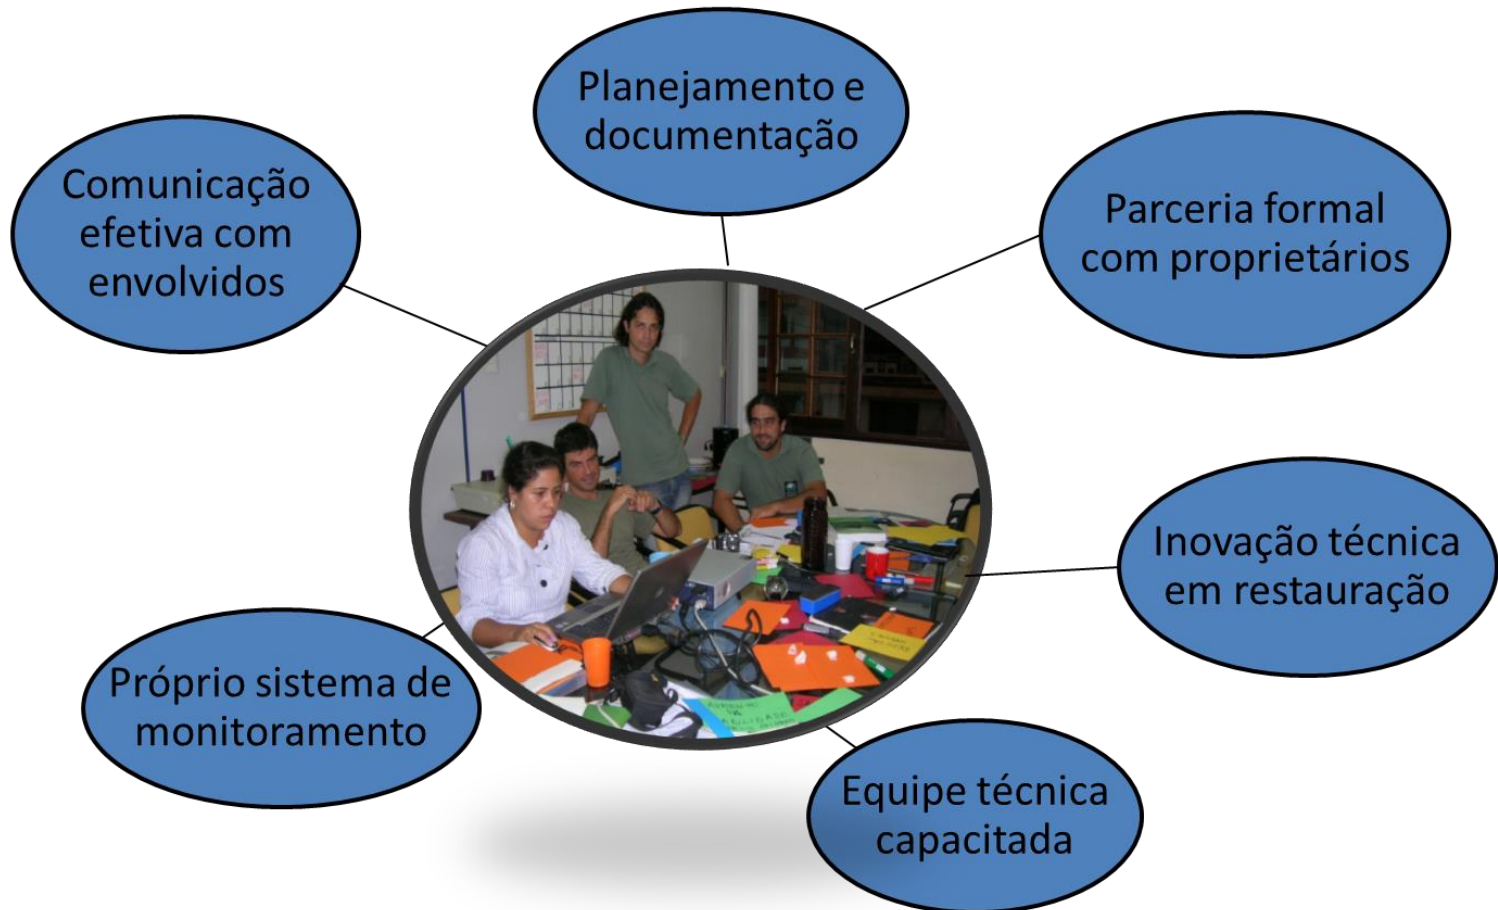 Planejamento e
documentação
Comunicação
efetiva com
envolvidos
Parceria formal
com proprietários
Inovação técnica
em restauração
Próprio sistema de
monitoramento
Equipe técnica
capacitada